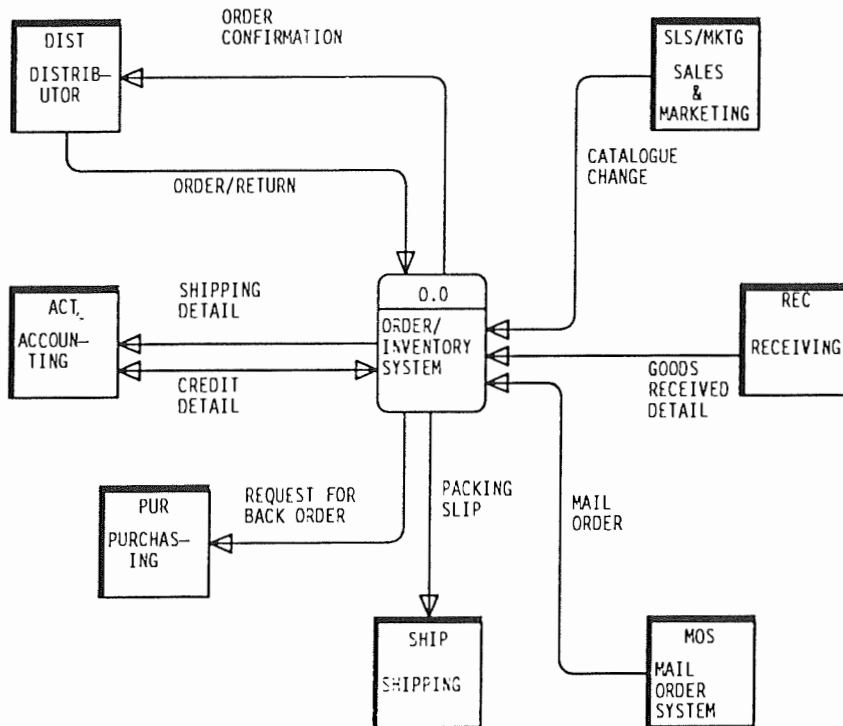 ORDER
CONFIRMATION
DIST
DISTRIB—
UTOR
SLS/MKTG
SALES
&
MARKETING
CATALOGUE
CHANGE
ORDER/RETURN
SHIPPING
DETAIL
ACT.
ACCOUN—
TING
0.0
ORDER/
INVENTORY
SYSTEM
REC
RECEIVING
CREDIT
DETAIL
GOODS
RECEIVED
DETAIL
PUR
PURCHAS—
ING
REQUEST FOR
BACK ORDER
PACKING
SLIP
MAIL
ORDER
SHIP
SHIPPING
MOS
MAIL
ORDER
SYSTEM